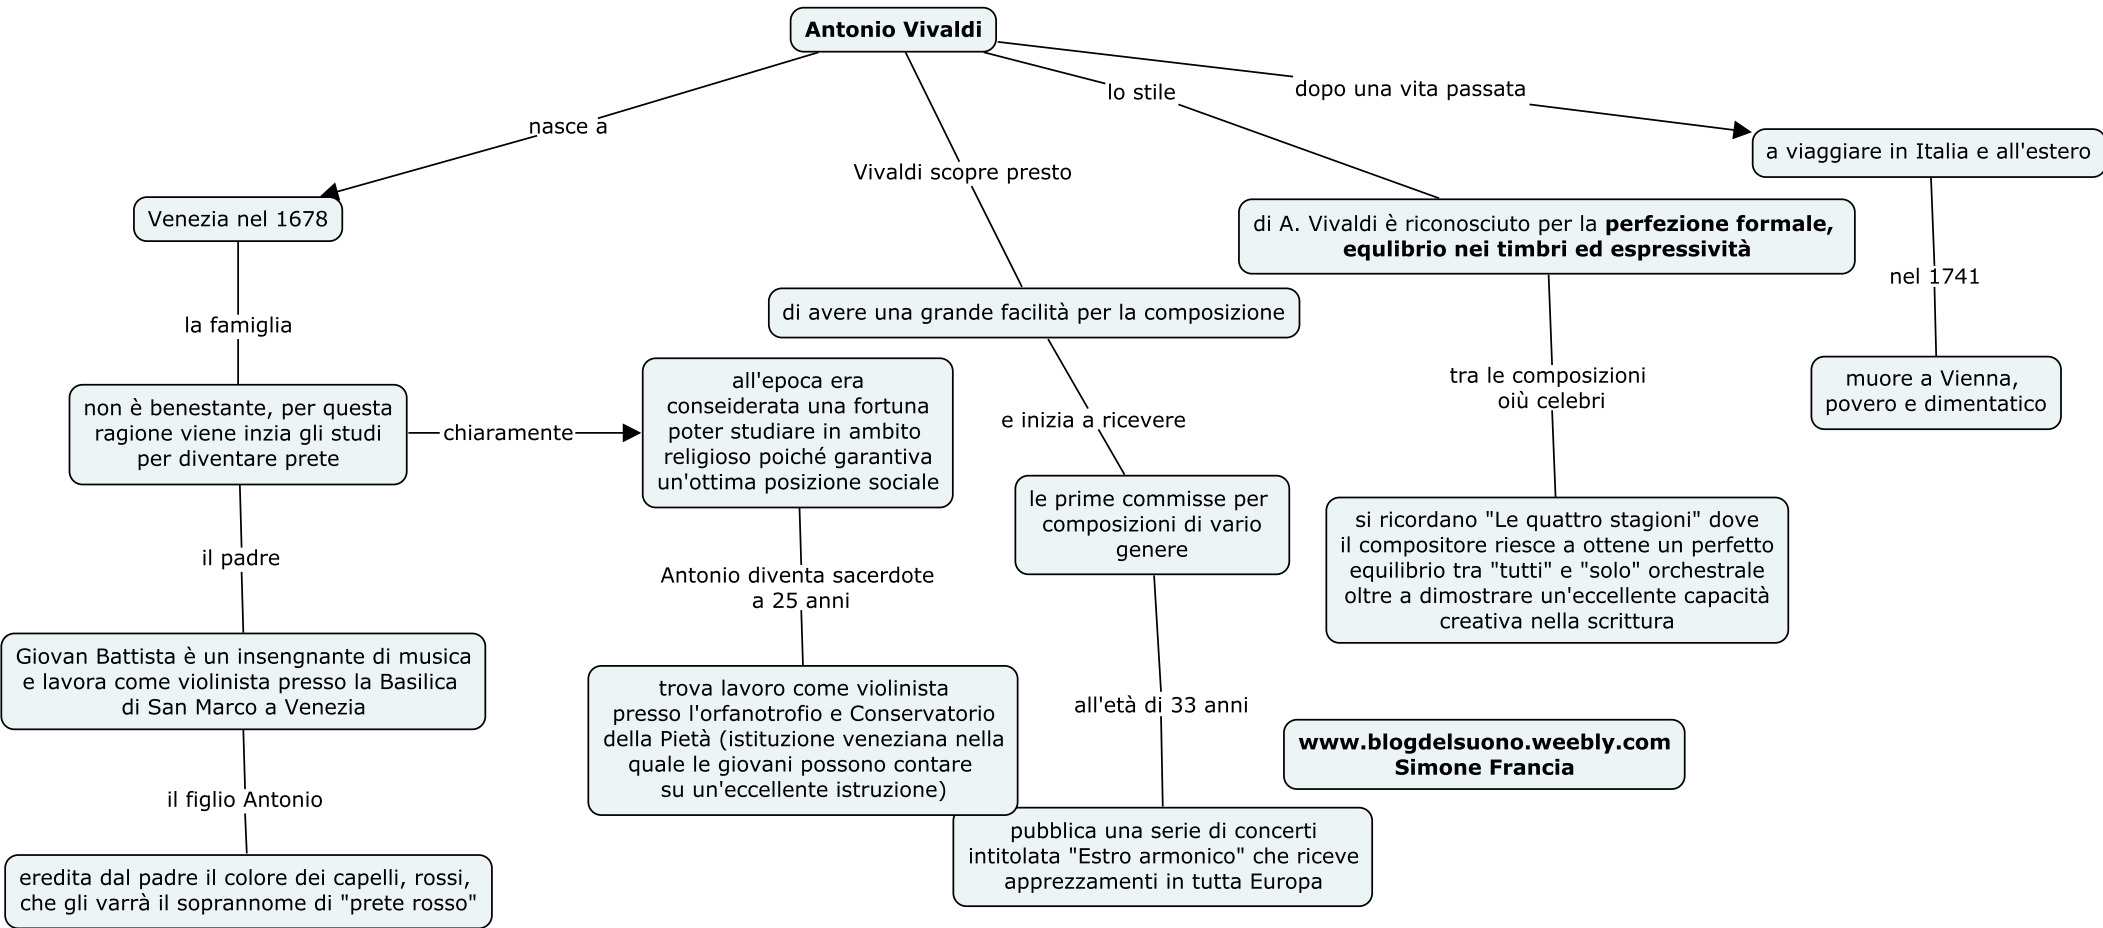 Antonio Vivaldi
nasce a
Venezia nel 1678
la famiglia
non è benestante, per questa
ragione viene inzia gli studi
per diventare prete
il padre
Giovan Battista è un insengnante di musica
e lavora come violinista presso la Basilica
di San Marco a Venezia
il figlio Antonio
eredita dal padre il colore dei capelli, rossi,
che gli varrà il soprannome di "prete rosso"
chiaramente
all'epoca era
conseiderata una fortuna
poter studiare in ambito
religioso poiché garantiva
un'ottima posizione sociale
Antonio diventa sacerdote
a 25 anni
trova lavoro come violinista
presso l'orfanotrofio e Conservatorio
della Pietà (istituzione veneziana nella
quale le giovani possono contare
su un'eccellente istruzione)
Vivaldi scopre presto
di avere una grande facilità per la composizione
e inizia a ricevere
le prime commisse per
composizioni di vario
genere
all'età di 33 anni
pubblica una serie di concerti
intitolata "Estro armonico" che riceve
apprezzamenti in tutta Europa
lo stile
di A. Vivaldi è riconosciuto per la perfezione formale,
equlibrio nei timbri ed espressività
tra le composizioni
oiù celebri
si ricordano "Le quattro stagioni" dove
il compositore riesce a ottene un perfetto
equilibrio tra "tutti" e "solo" orchestrale
oltre a dimostrare un'eccellente capacità
creativa nella scrittura
dopo una vita passata
a viaggiare in Italia e all'estero
nel 1741
muore a Vienna,
povero e dimentatico
www.blogdelsuono.weebly.com
Simone Francia